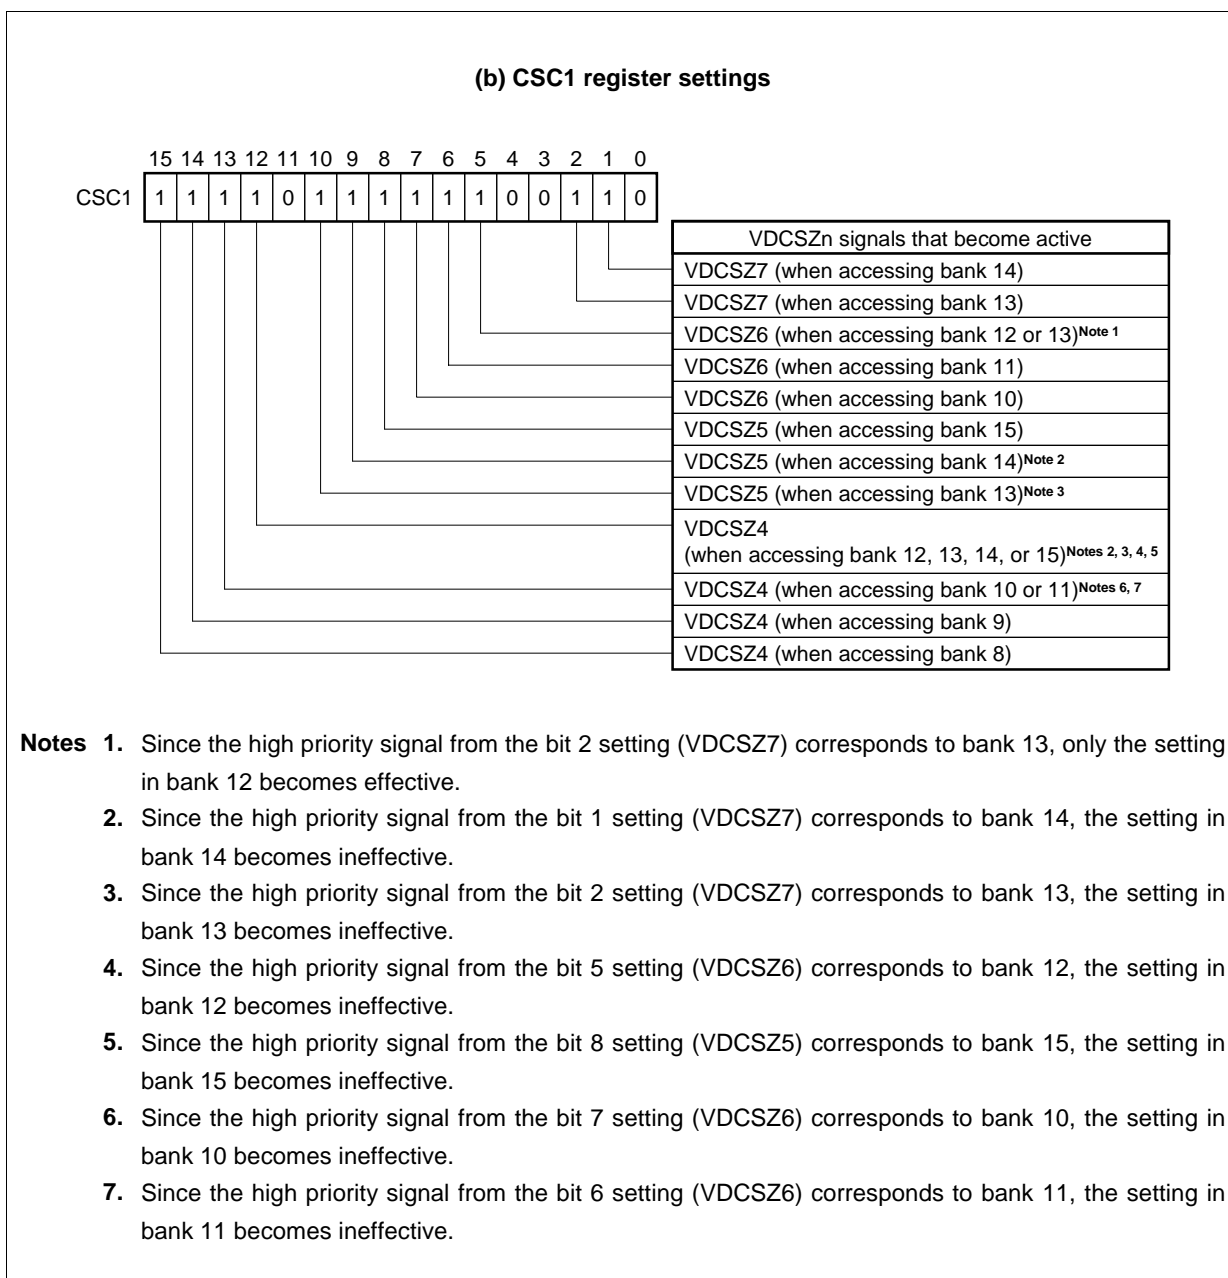 (b) CSC1 register settings
15 14 13 12 11 10 9 8 7 6 5 4 3 2 1 0
CSC1 1 1 1 1 0 1 1 1 1 1 1 0 0 1 1 0
VDCSZn signals that become active
VDCSZ7 (when accessing bank 14)
VDCSZ7 (when accessing bank 13)
VDCSZ6 (when accessing bank 12 or 13)Note 1
VDCSZ6 (when accessing bank 11)
VDCSZ6 (when accessing bank 10)
VDCSZ5 (when accessing bank 15)
VDCSZ5 (when accessing bank 14)Note 2
VDCSZ5 (when accessing bank 13)Note 3
VDCSZ4
(when accessing bank 12, 13, 14, or 15)Notes 2, 3, 4, 5
VDCSZ4 (when accessing bank 10 or 11)Notes 6, 7
VDCSZ4 (when accessing bank 9)
VDCSZ4 (when accessing bank 8)
Notes 1. Since the high priority signal from the bit 2 setting (VDCSZ7) corresponds to bank 13, only the setting
in bank 12 becomes effective.
2. Since the high priority signal from the bit 1 setting (VDCSZ7) corresponds to bank 14, the setting in
bank 14 becomes ineffective.
3. Since the high priority signal from the bit 2 setting (VDCSZ7) corresponds to bank 13, the setting in
bank 13 becomes ineffective.
4. Since the high priority signal from the bit 5 setting (VDCSZ6) corresponds to bank 12, the setting in
bank 12 becomes ineffective.
5. Since the high priority signal from the bit 8 setting (VDCSZ5) corresponds to bank 15, the setting in
bank 15 becomes ineffective.
6. Since the high priority signal from the bit 7 setting (VDCSZ6) corresponds to bank 10, the setting in
bank 10 becomes ineffective.
7. Since the high priority signal from the bit 6 setting (VDCSZ6) corresponds to bank 11, the setting in
bank 11 becomes ineffective.